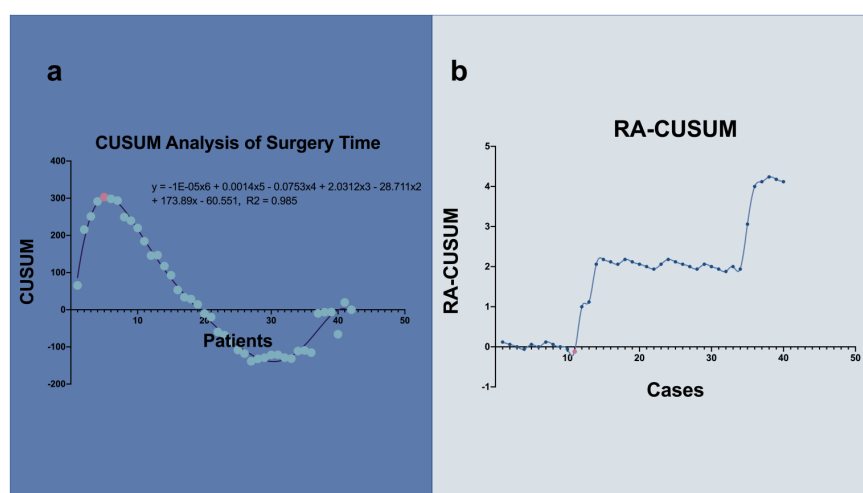 a
CUSUM Analysis of Surgery Time
400
300
200
100
0
-100
-200
CUSUM
y = -1E-05x6 + 0.0014x5 - 0.0753x4 + 2.0312x3 - 28.711x2
+ 173.89x - 60.551, R2 = 0.985
10
20
30
40
50
Patients
b
RA-CUSUM
5
4
3
2
1
0
-1
RA-CUSUM
10
20
30
40
50
Cases